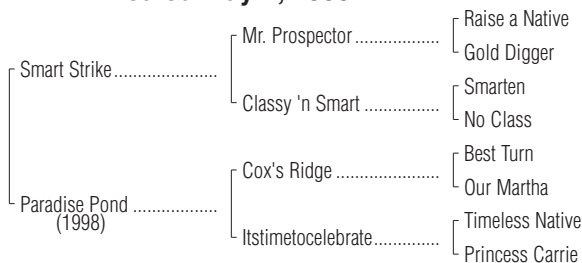 Raise a Native
Mr. Prospector
Gold Digger
Smart Strike
Smarten
Classy 'n Smart
No Class
Best Turn
Cox's Ridge
Our Martha
Paradise Pond
(1998)
Timeless Native
Itstimetocelebrate
Princess Carrie